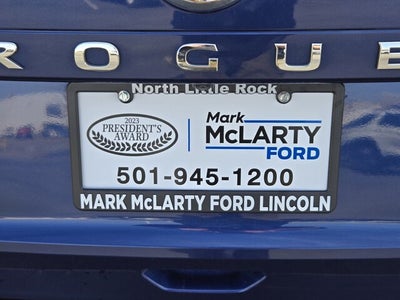 ROGUE
North Little Rock
2023
PRESIDENT'S
AWARD
Mark
McLARTY
FORD
501-945-1200
MARK McLARTY FORD LINCOLN